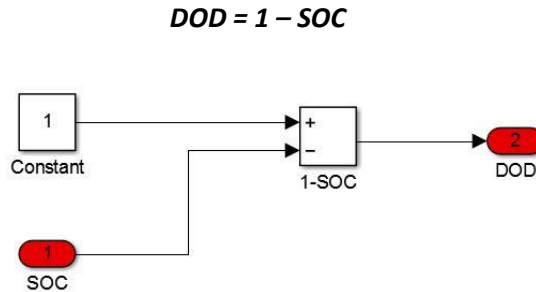 DOD = 1 – SOC
1
+
–
Constant
1-SOC
2
DOD
1
SOC